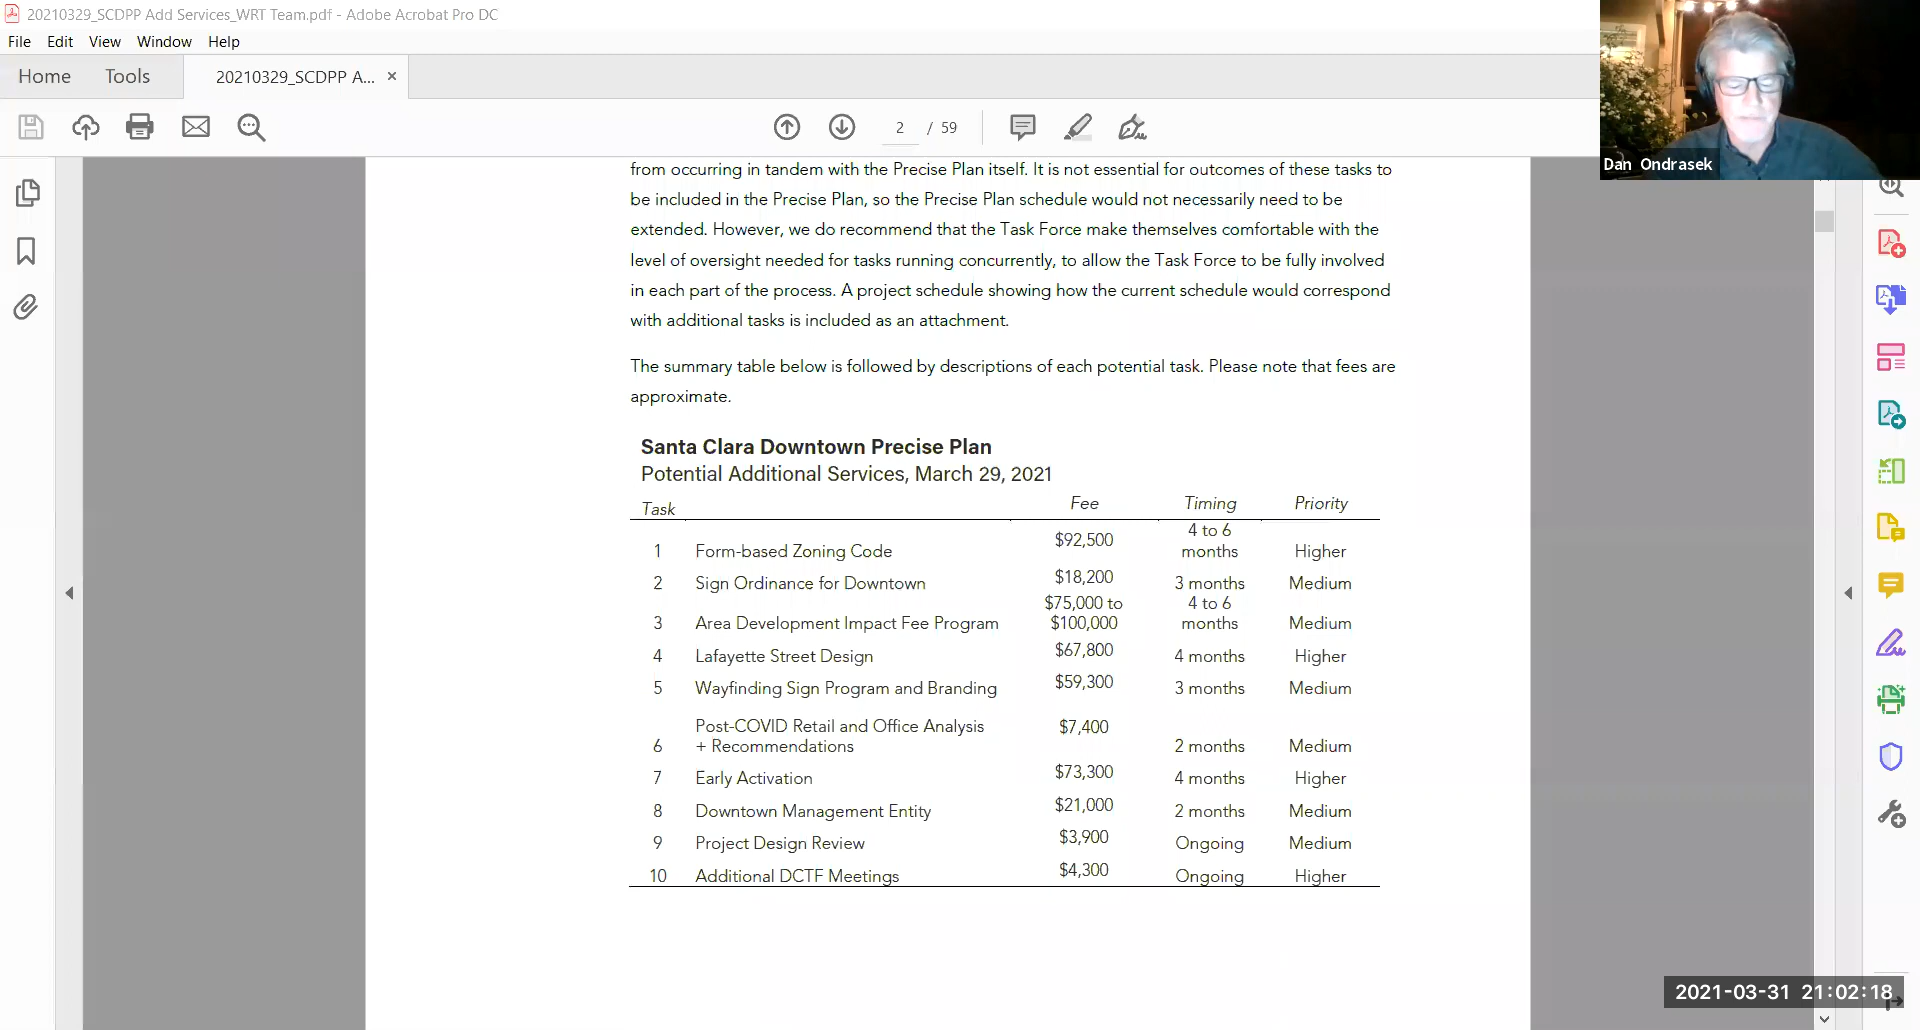 20210329_SCDPP Add Services_WRT Team.pdf - Adobe Acrobat Pro DC
File Edit View Window Help
Home Tools 20210329_SCDPP A... ×
2 / 59
Dan Ondrasek
from occurring in tandem with the Precise Plan itself. It is not essential for outcomes of these tasks to
be included in the Precise Plan, so the Precise Plan schedule would not necessarily need to be
extended. However, we do recommend that the Task Force make themselves comfortable with the
level of oversight needed for tasks running concurrently, to allow the Task Force to be fully involved
in each part of the process. A project schedule showing how the current schedule would correspond
with additional tasks is included as an attachment.
The summary table below is followed by descriptions of each potential task. Please note that fees are
approximate.
Santa Clara Downtown Precise Plan
Potential Additional Services, March 29, 2021
Task Fee Timing Priority
1 Form-based Zoning Code $92,500 4 to 6 months Higher
2 Sign Ordinance for Downtown $18,200 3 months Medium
3 Area Development Impact Fee Program $75,000 to $100,000 4 to 6 months Medium
4 Lafayette Street Design $67,800 4 months Higher
5 Wayfinding Sign Program and Branding $59,300 3 months Medium
6 Post-COVID Retail and Office Analysis + Recommendations $7,400 2 months Medium
7 Early Activation $73,300 4 months Higher
8 Downtown Management Entity $21,000 2 months Medium
9 Project Design Review $3,900 Ongoing Medium
10 Additional DCTF Meetings $4,300 Ongoing Higher
2021-03-31 21:02:18